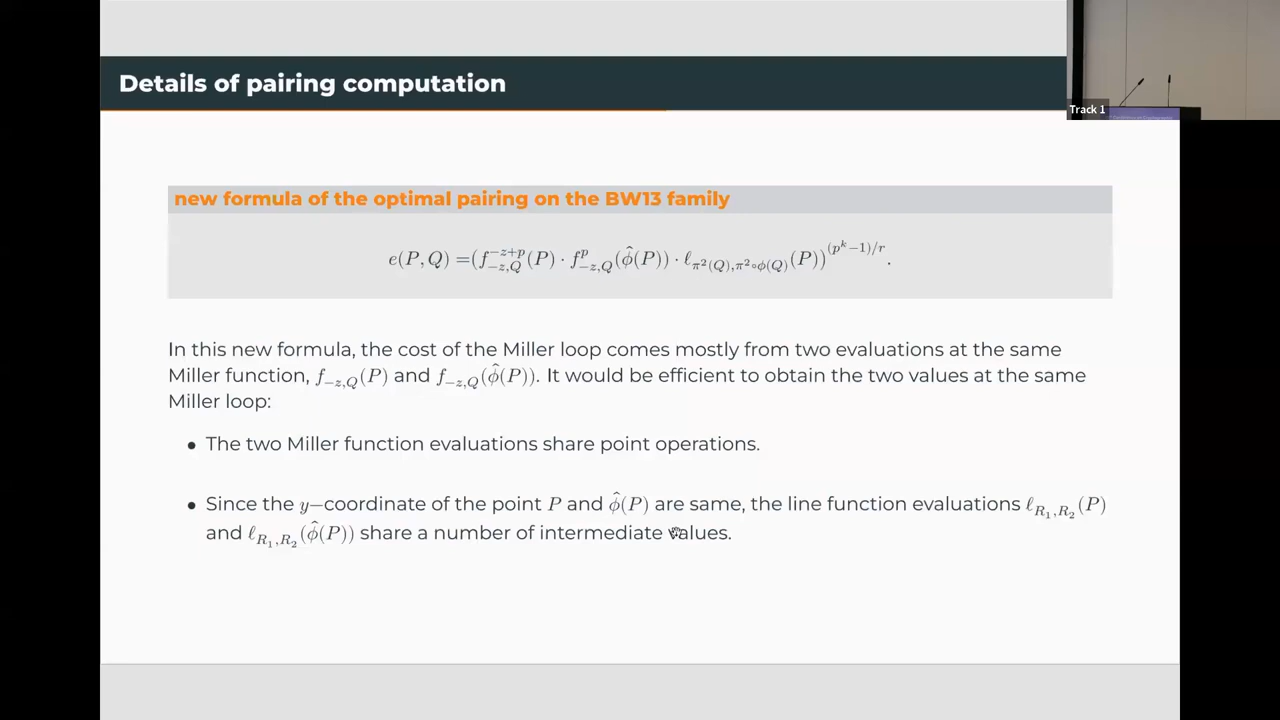 Details of pairing computation
Track 1
new formula of the optimal pairing on the BW13 family
e(P, Q) =(f_{-z,Q}^{-z+p}(P) · f_{-z,Q}^{p}(\hat{ϕ}(P)) · ℓ_{π^2(Q),π^2∘ϕ(Q)}(P))^{(p^k−1)/r}.
In this new formula, the cost of the Miller loop comes mostly from two evaluations at the same
Miller function, f_{-z,Q}(P) and f_{-z,Q}(\hat{ϕ}(P)). It would be efficient to obtain the two values at the same
Miller loop:
• The two Miller function evaluations share point operations.
• Since the y−coordinate of the point P and \hat{ϕ}(P) are same, the line function evaluations ℓ_{R_1,R_2}(P)
and ℓ_{R_1,R_2}(\hat{ϕ}(P)) share a number of intermediate values.